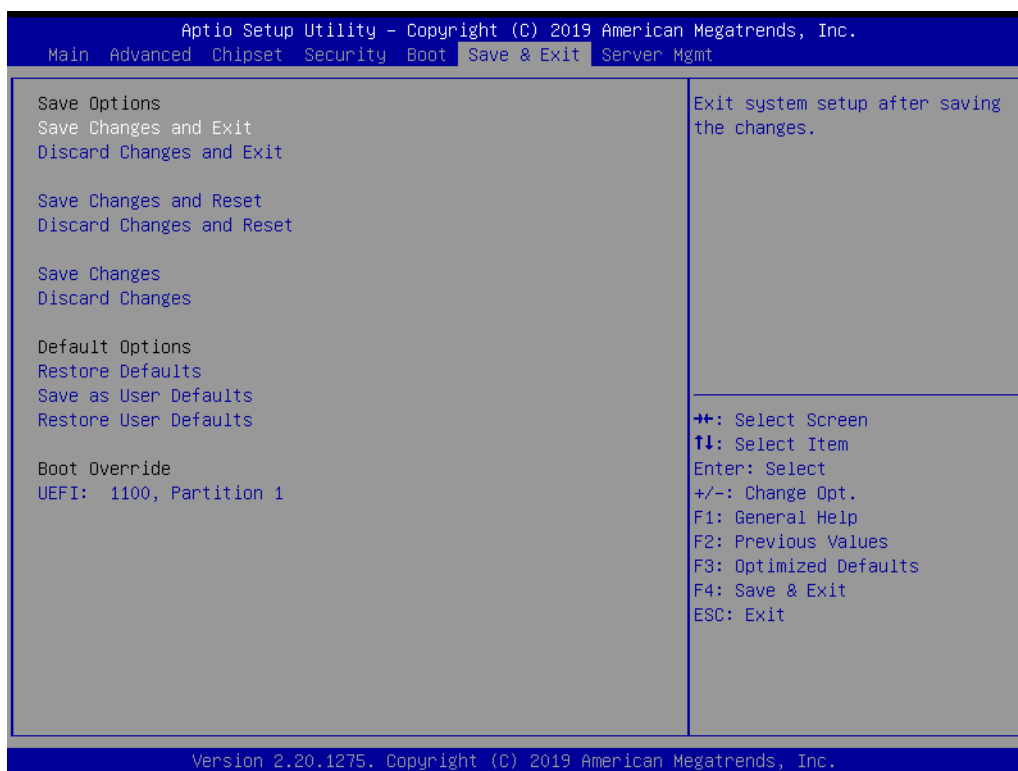 Aptio Setup Utility – Copyright (C) 2019 American Megatrends, Inc.
Main Advanced Chipset Security Boot Save & Exit Server Mgmt
Save Options
Save Changes and Exit
Discard Changes and Exit
Save Changes and Reset
Discard Changes and Reset
Save Changes
Discard Changes
Default Options
Restore Defaults
Save as User Defaults
Restore User Defaults
Boot Override
UEFI: 1100, Partition 1
Exit system setup after saving
the changes.
→←: Select Screen
↑↓: Select Item
Enter: Select
+/-: Change Opt.
F1: General Help
F2: Previous Values
F3: Optimized Defaults
F4: Save & Exit
ESC: Exit
Version 2.20.1275. Copyright (C) 2019 American Megatrends, Inc.